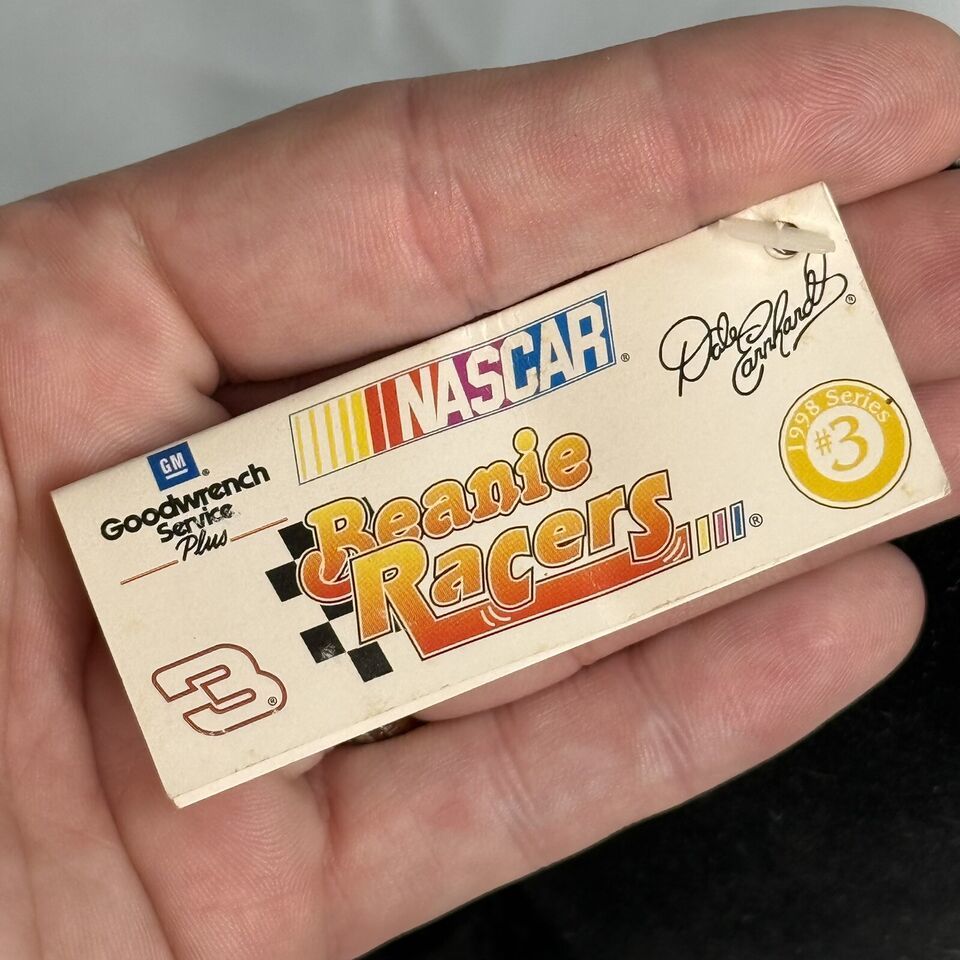 NASCAR®
Dale
Earnhardt®
1998 Series
#3
GM®
Goodwrench
Service
Plus
Beanie
Racers®
3®